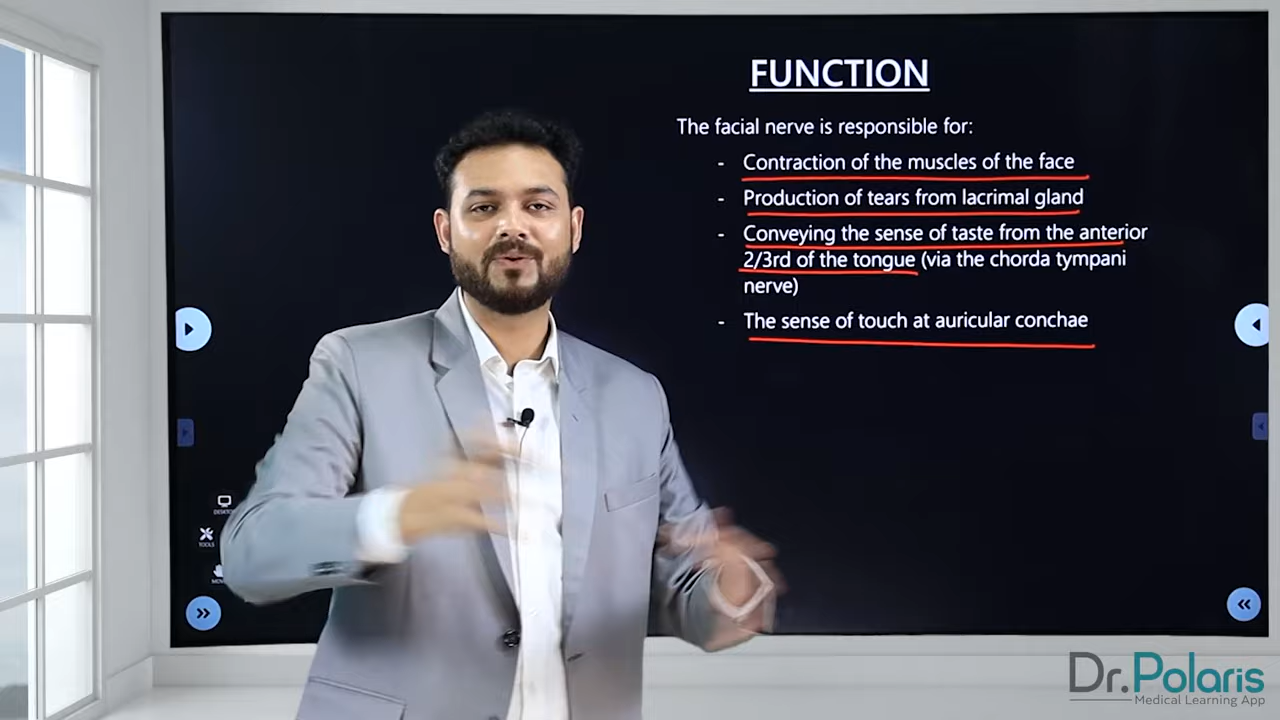 FUNCTION
The facial nerve is responsible for:
- Contraction of the muscles of the face
- Production of tears from lacrimal gland
- Conveying the sense of taste from the anterior
2/3rd of the tongue (via the chorda tympani
nerve)
- The sense of touch at auricular conchae
TOOLS
Dr.Polaris
Medical Learning App